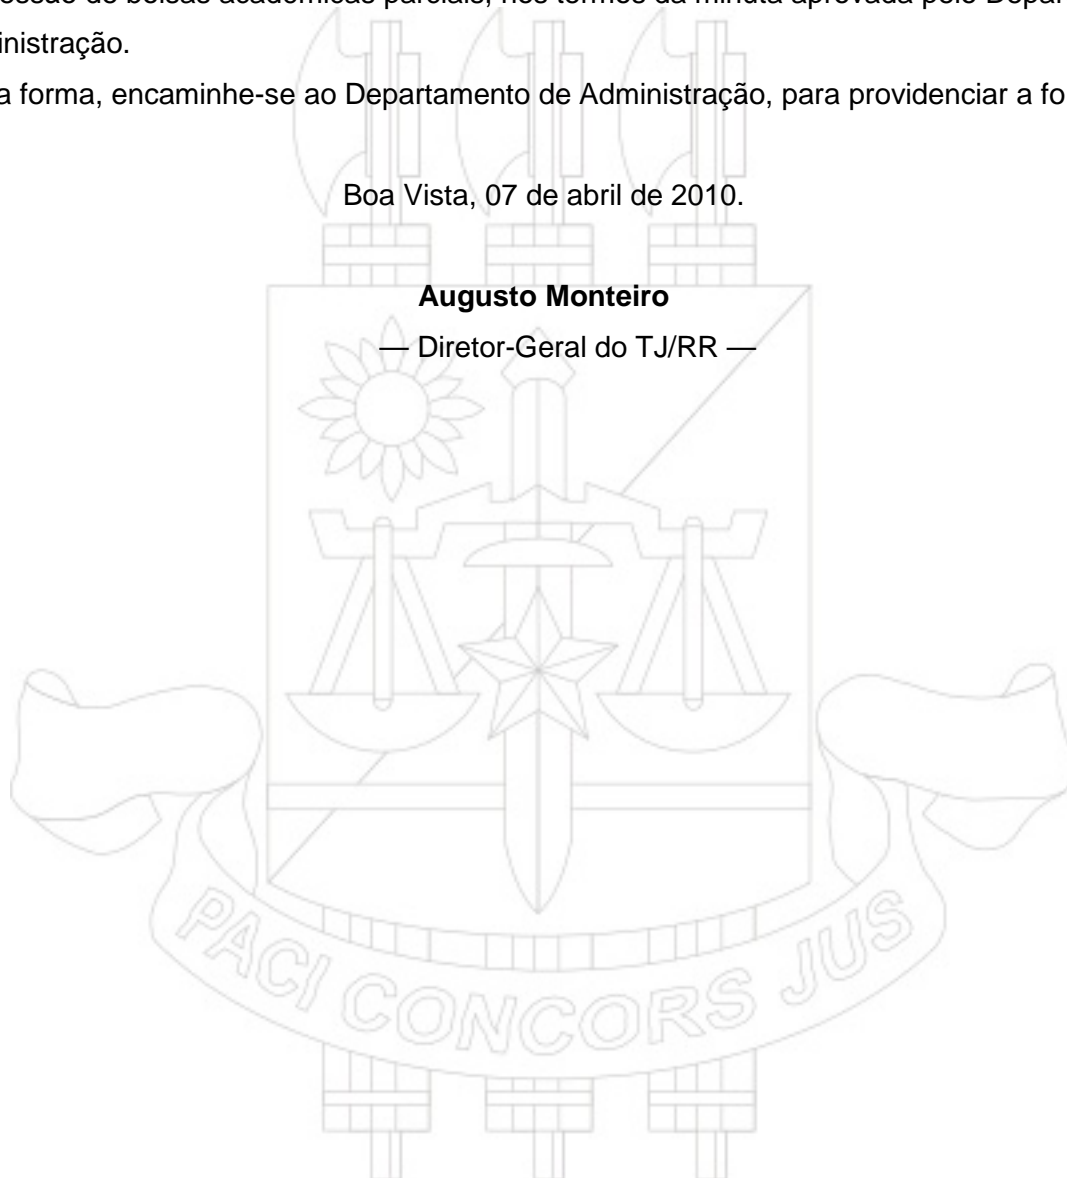 essão de bolsas acadêmicas parciais, nos termos da minuta aprovada pelo Depar
inistração.
a forma, encaminhe-se ao Departamento de Administração, para providenciar a fo
Boa Vista, 07 de abril de 2010.
Augusto Monteiro
— Diretor-Geral do TJ/RR —
PACI CONCORS JUS